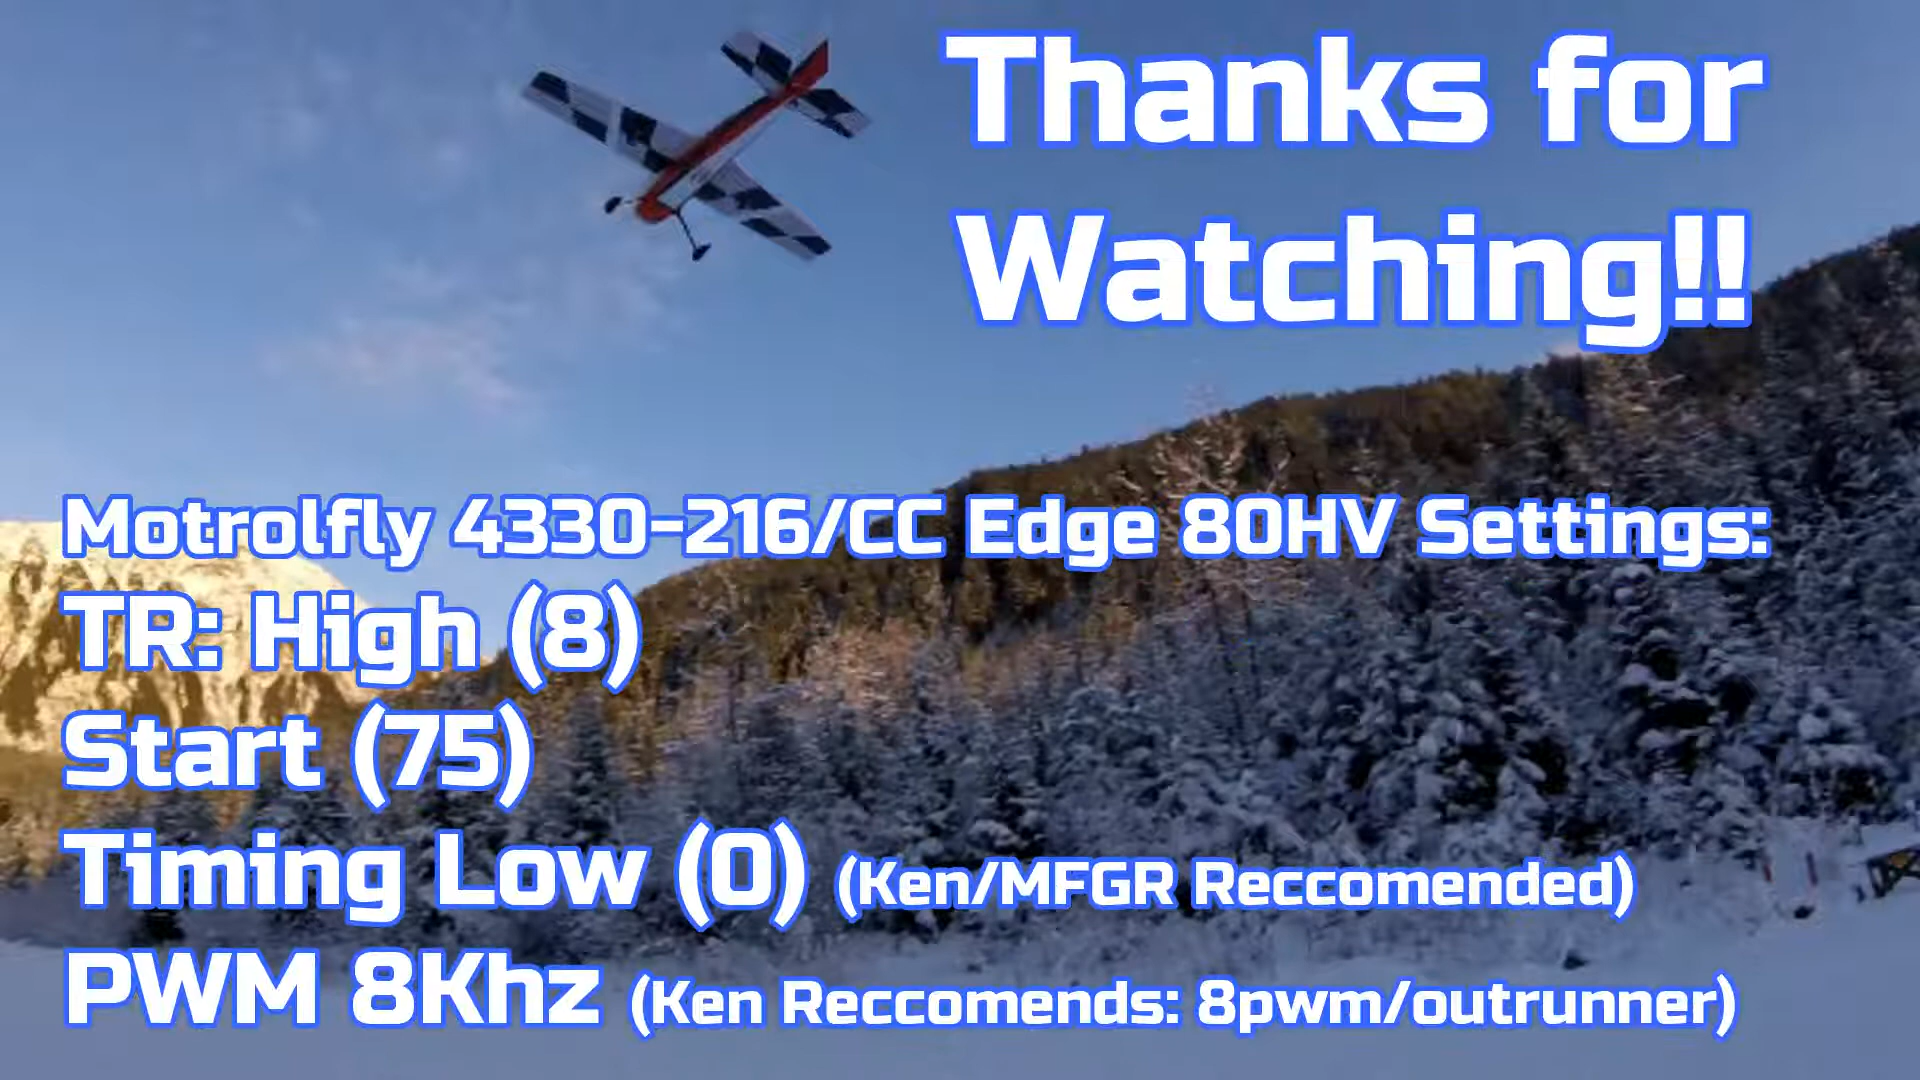 Thanks for
Watching!!
Motrolfly 4330-216/CC Edge 80HV Settings:
TR: High (8)
Start (75)
Timing Low (0) (Ken/MFGR Reccomended)
PWM 8Khz (Ken Reccomends: 8pwm/outrunner)